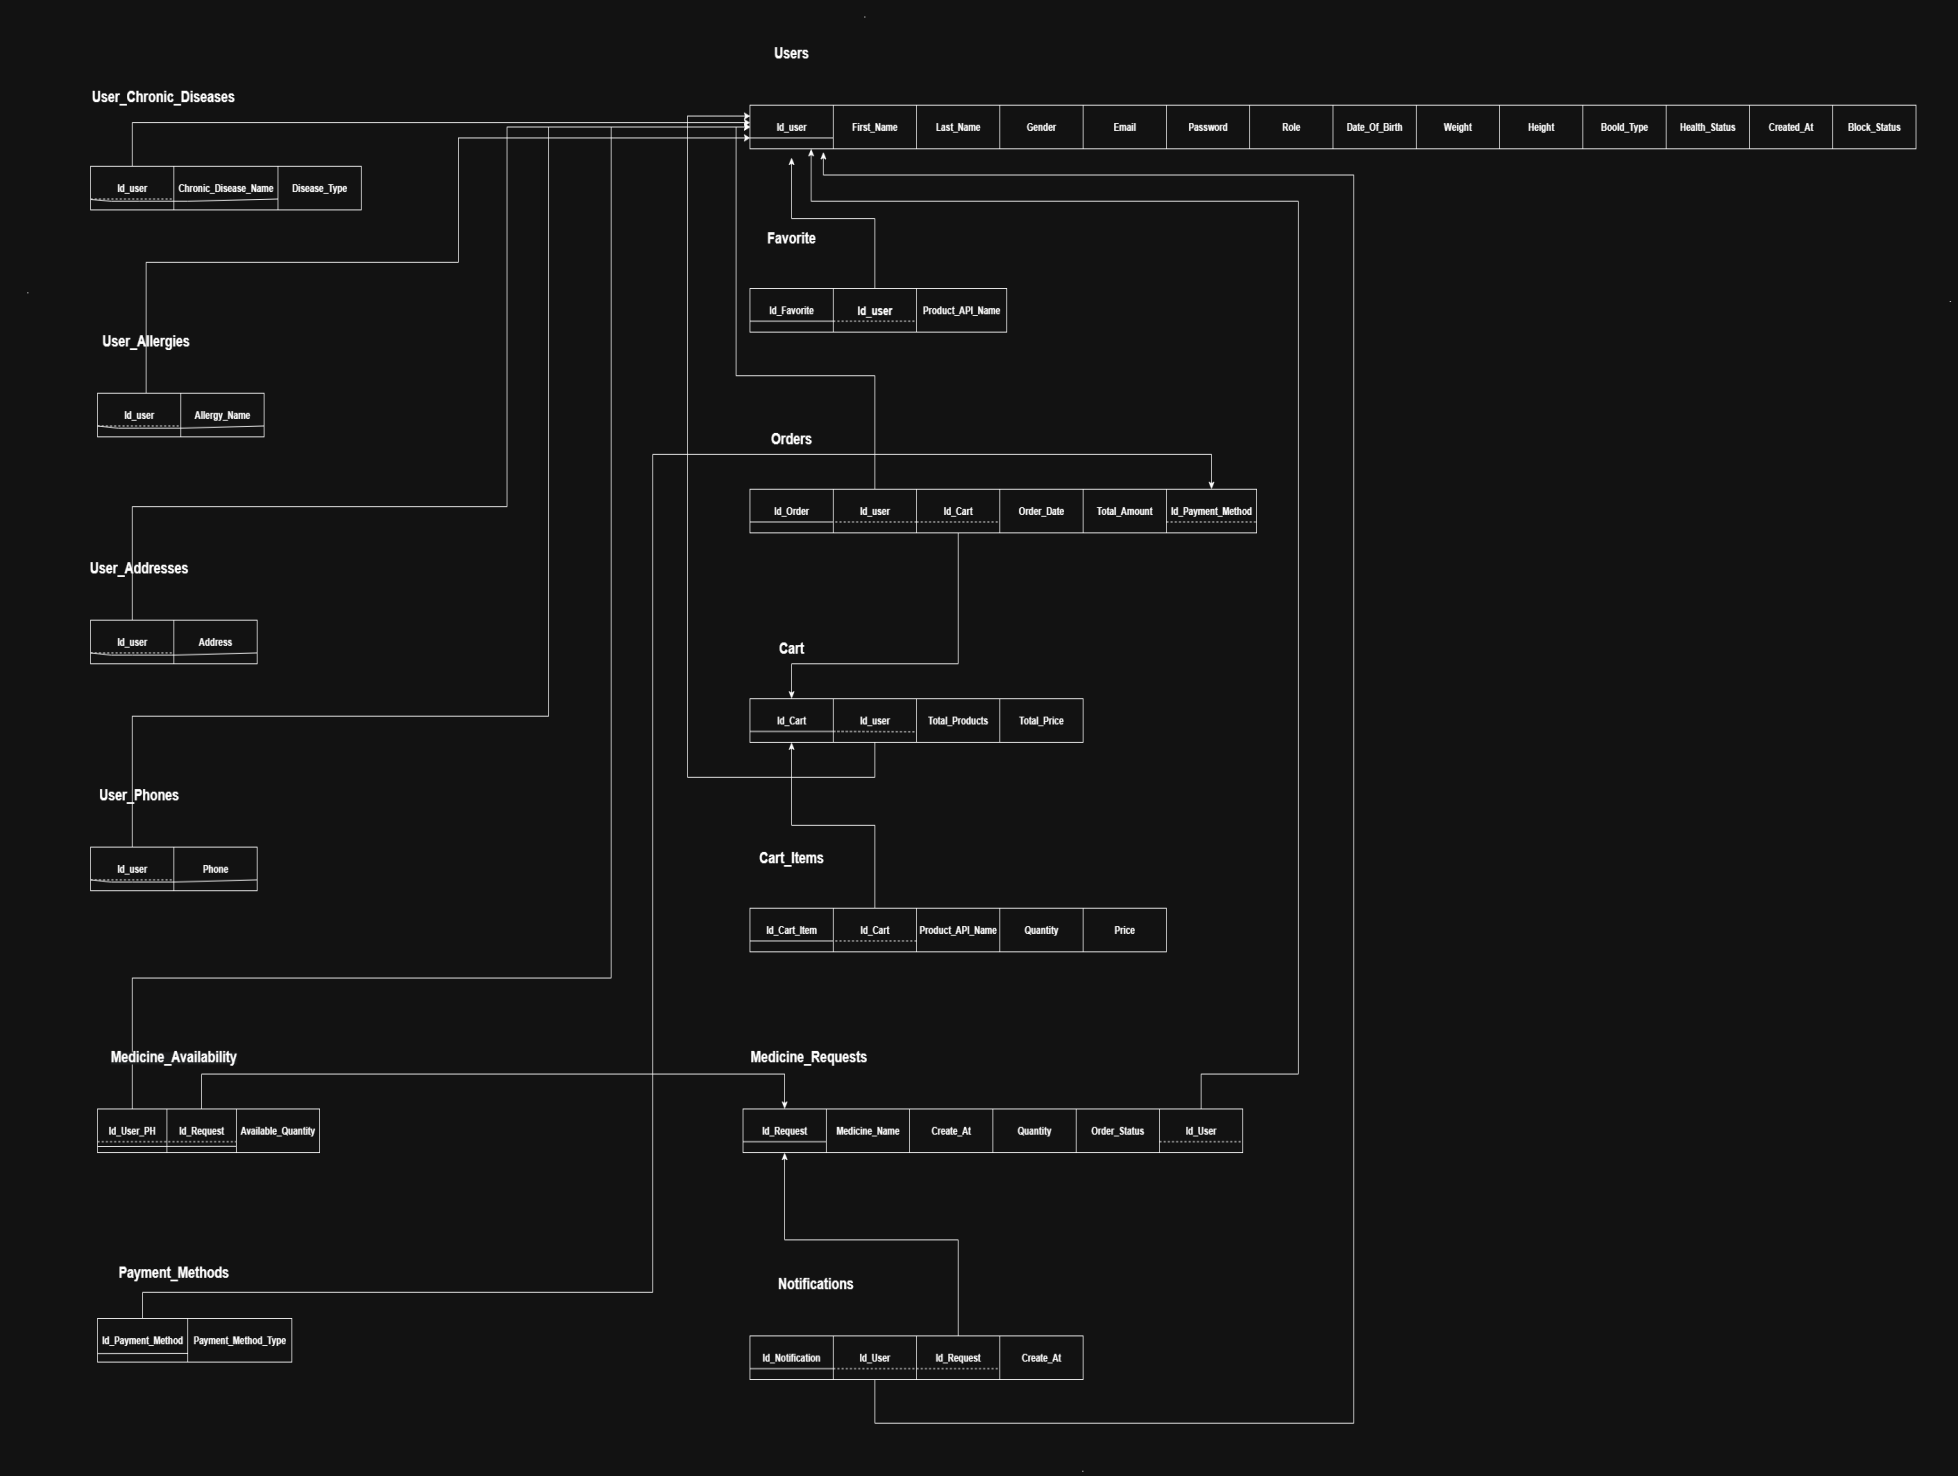 Users
Id_user First_Name Last_Name Gender Email Password Role Date_Of_Birth Weight Height Boold_Type Health_Status Created_At Block_Status
User_Chronic_Diseases
Id_user Chronic_Disease_Name Disease_Type
Favorite
Id_Favorite Id_user Product_API_Name
User_Allergies
Id_user Allergy_Name
Orders
Id_Order Id_user Id_Cart Order_Date Total_Amount Id_Payment_Method
User_Addresses
Id_user Address
Cart
Id_Cart Id_user Total_Products Total_Price
User_Phones
Id_user Phone
Cart_Items
Id_Cart_Item Id_Cart Product_API_Name Quantity Price
Medicine_Availability
Id_User_PH Id_Request Available_Quantity
Medicine_Requests
Id_Request Medicine_Name Create_At Quantity Order_Status Id_User
Payment_Methods
Id_Payment_Method Payment_Method_Type
Notifications
Id_Notification Id_User Id_Request Create_At